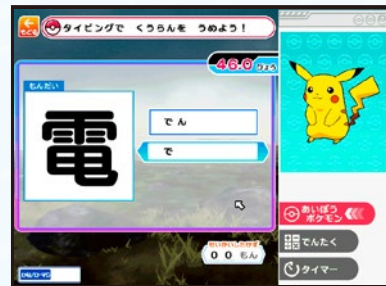 もどる
タイピングで くうらんを うめよう！
46.0 びょう
もんだい
電
でん
で
せいかいしたかず
00 もん
あいぼう
ポケモン
でんたく
タイマー